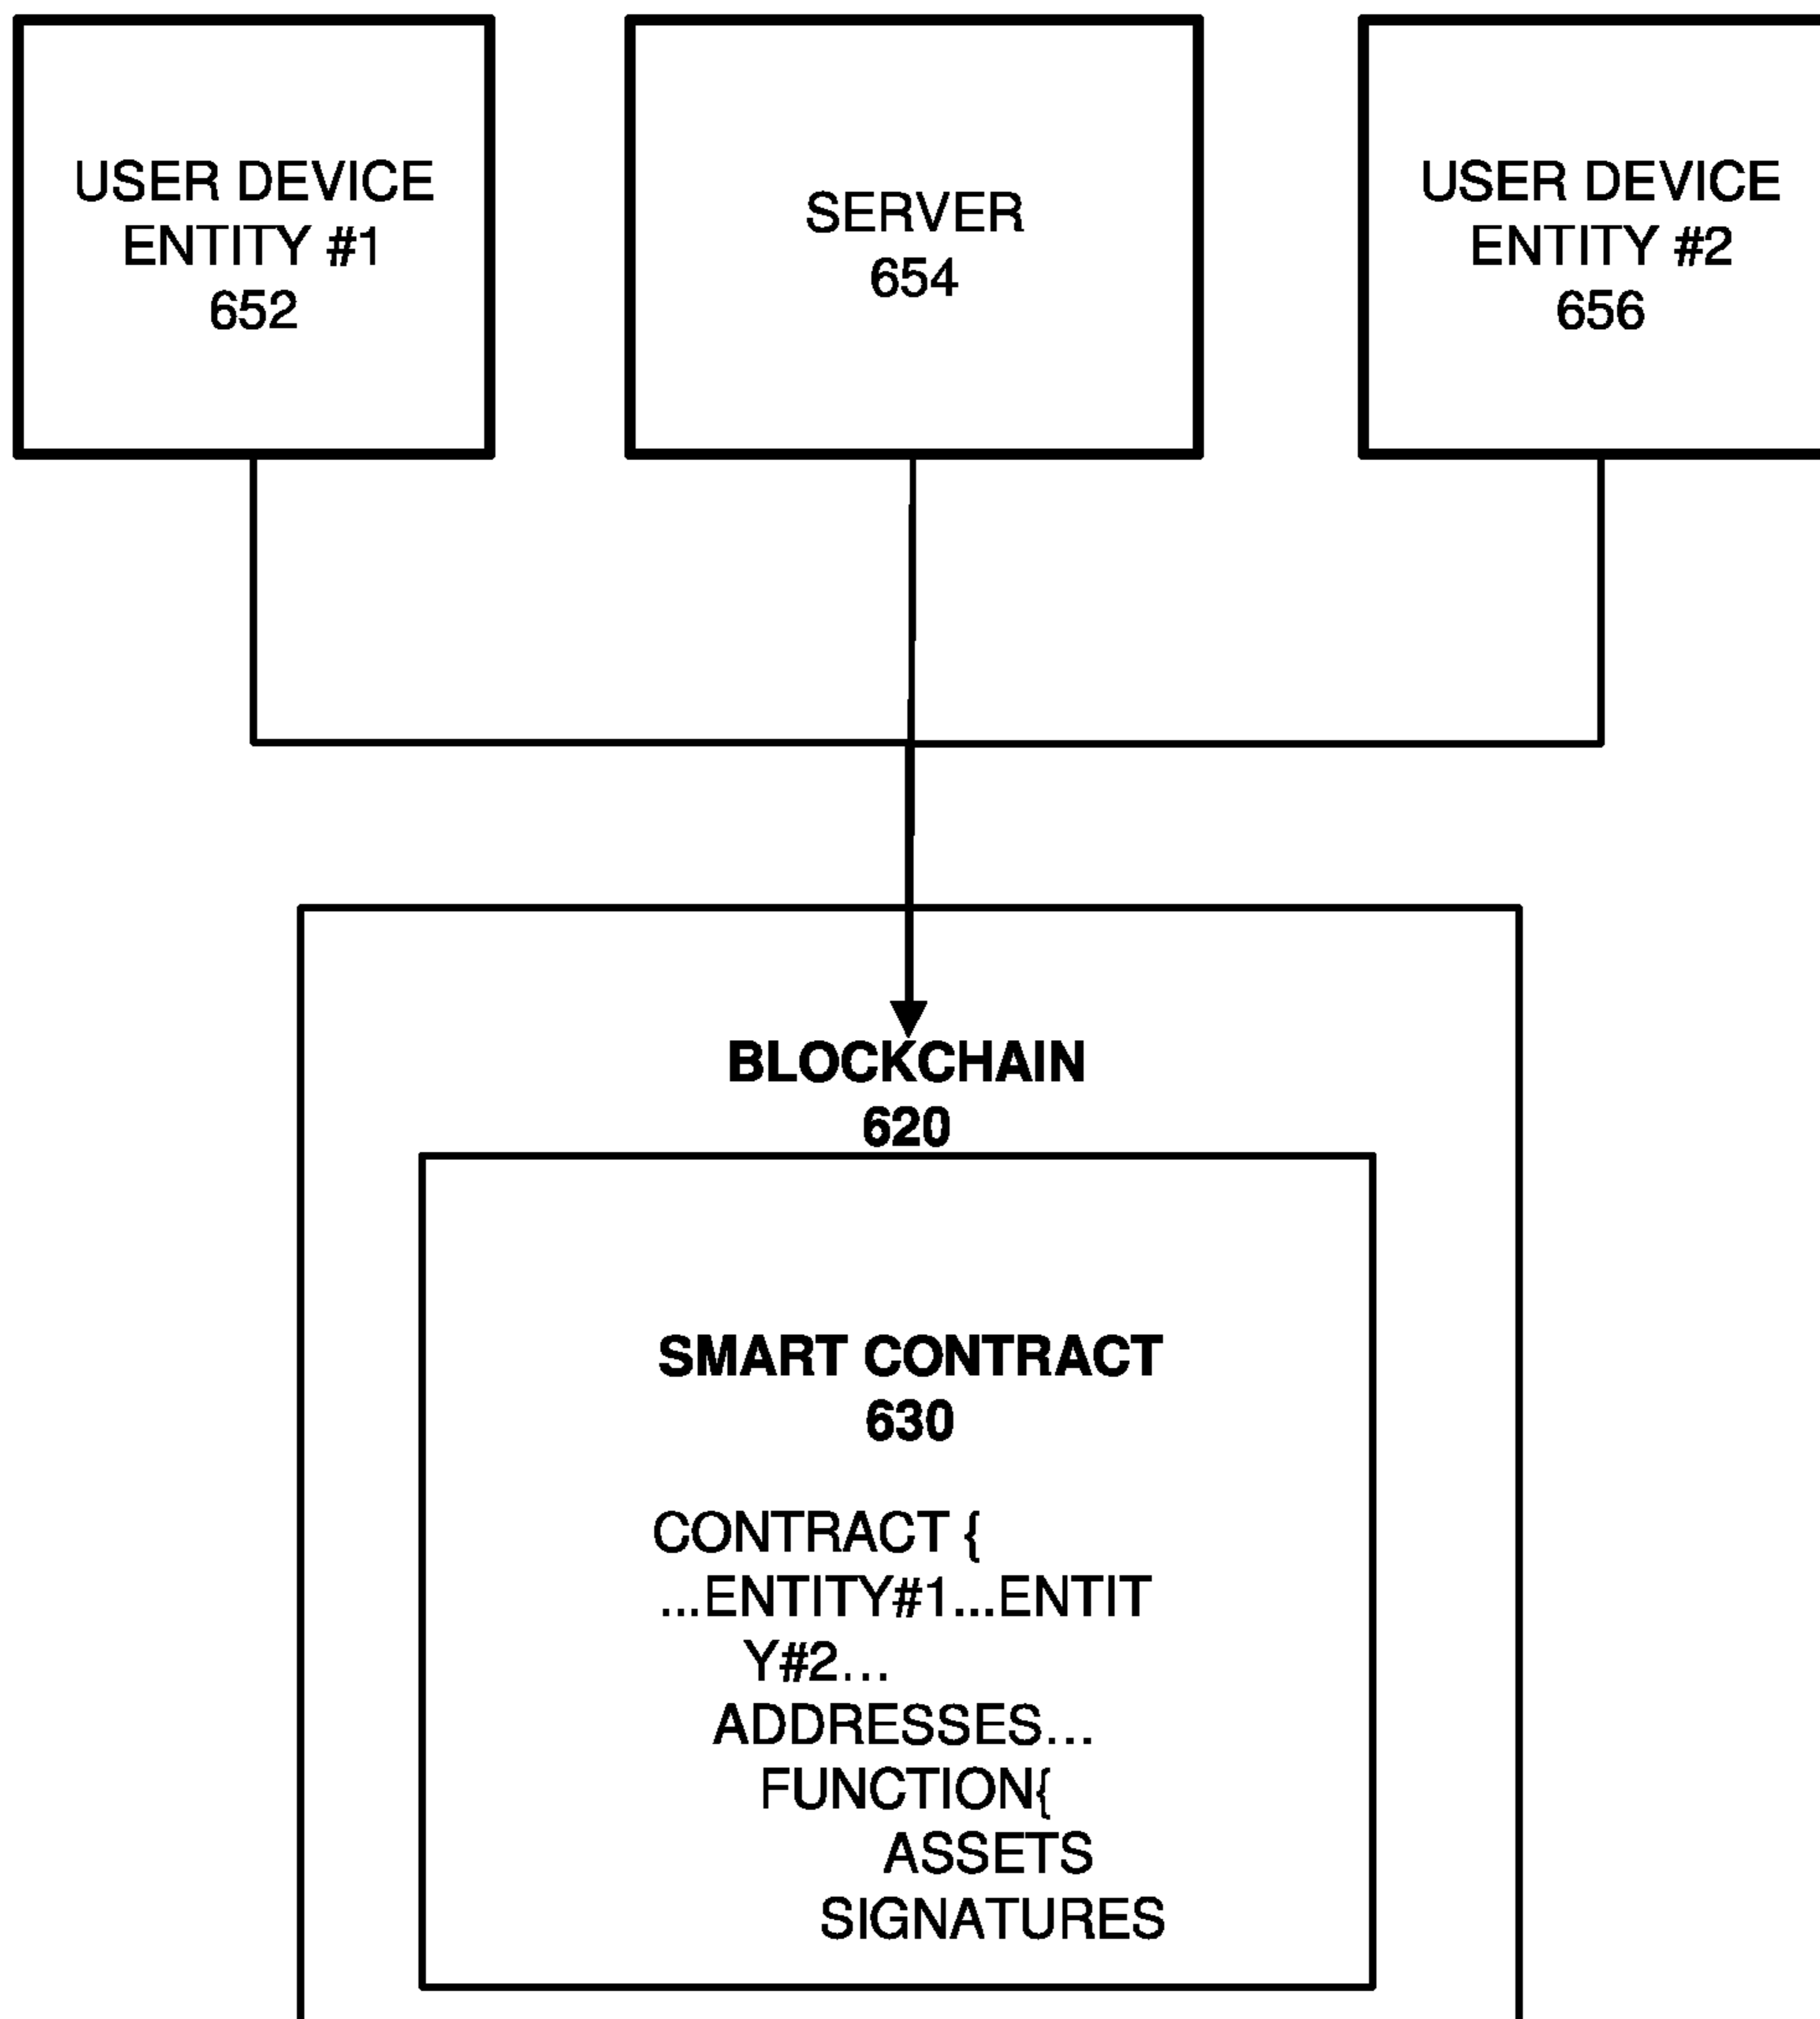 USER DEVICE
ENTITY #1
652
SERVER
654
USER DEVICE
ENTITY #2
656
BLOCKCHAIN
620
SMART CONTRACT
630
CONTRACT {
...ENTITY#1...ENTIT
Y#2...
ADDRESSES...
FUNCTION{
ASSETS
SIGNATURES